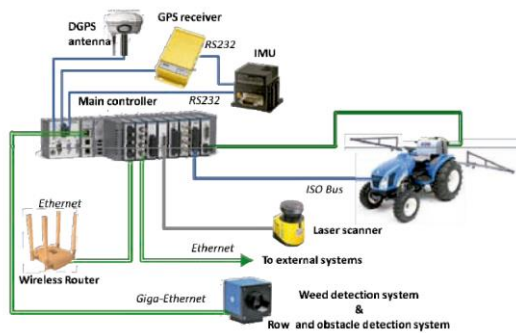 GPS receiver
DGPS
antenna
RS232
IMU
Main controller
RS232
ISO Bus
Ethernet
Laser scanner
Ethernet
To external systems
Wireless Router
Giga-Ethernet
Weed detection system
&
Row and obstacle detection system